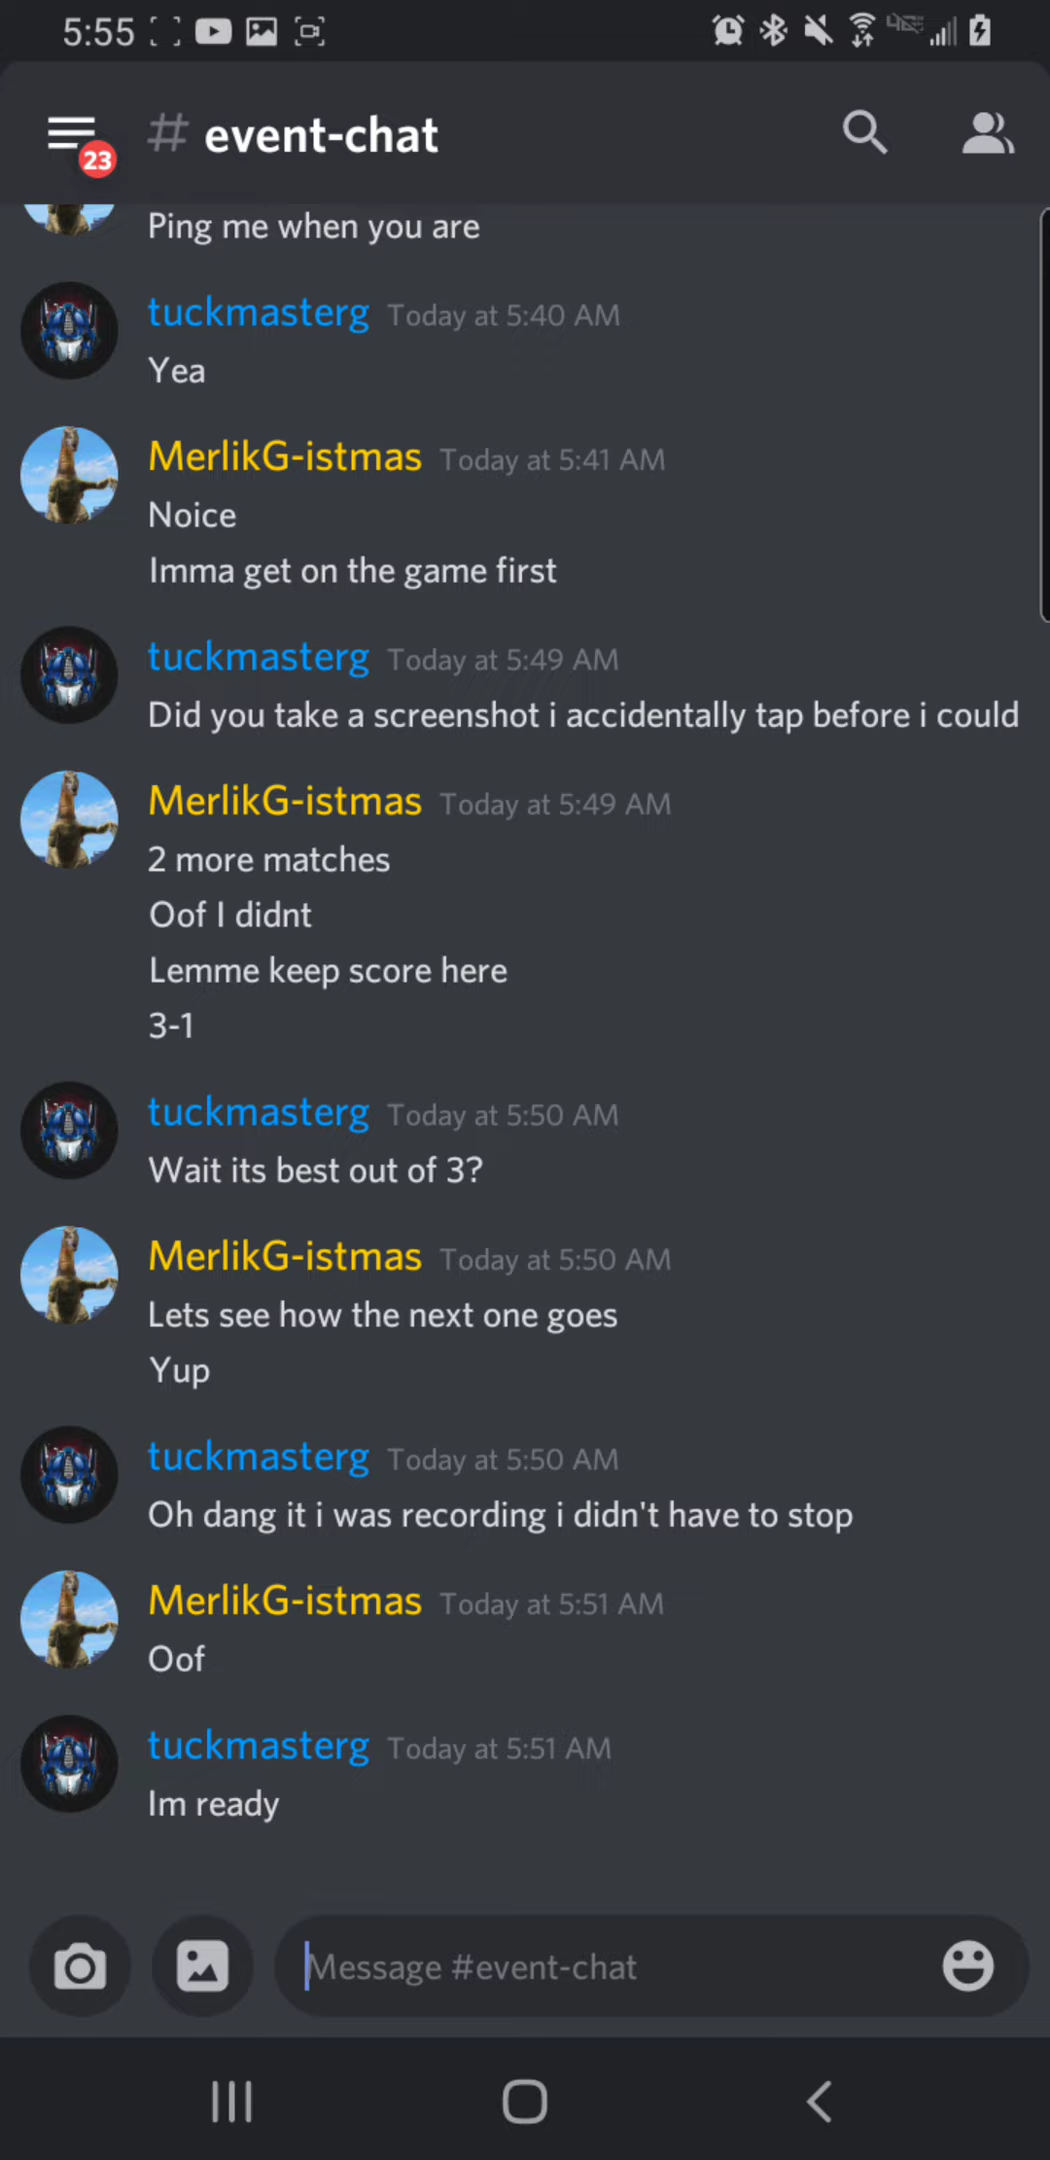 5:55
23
# event-chat
Ping me when you are
tuckmasterg Today at 5:40 AM
Yea
MerlikG-istmas Today at 5:41 AM
Noice
Imma get on the game first
tuckmasterg Today at 5:49 AM
Did you take a screenshot i accidentally tap before i could
MerlikG-istmas Today at 5:49 AM
2 more matches
Oof I didnt
Lemme keep score here
3-1
tuckmasterg Today at 5:50 AM
Wait its best out of 3?
MerlikG-istmas Today at 5:50 AM
Lets see how the next one goes
Yup
tuckmasterg Today at 5:50 AM
Oh dang it i was recording i didn't have to stop
MerlikG-istmas Today at 5:51 AM
Oof
tuckmasterg Today at 5:51 AM
Im ready
Message #event-chat